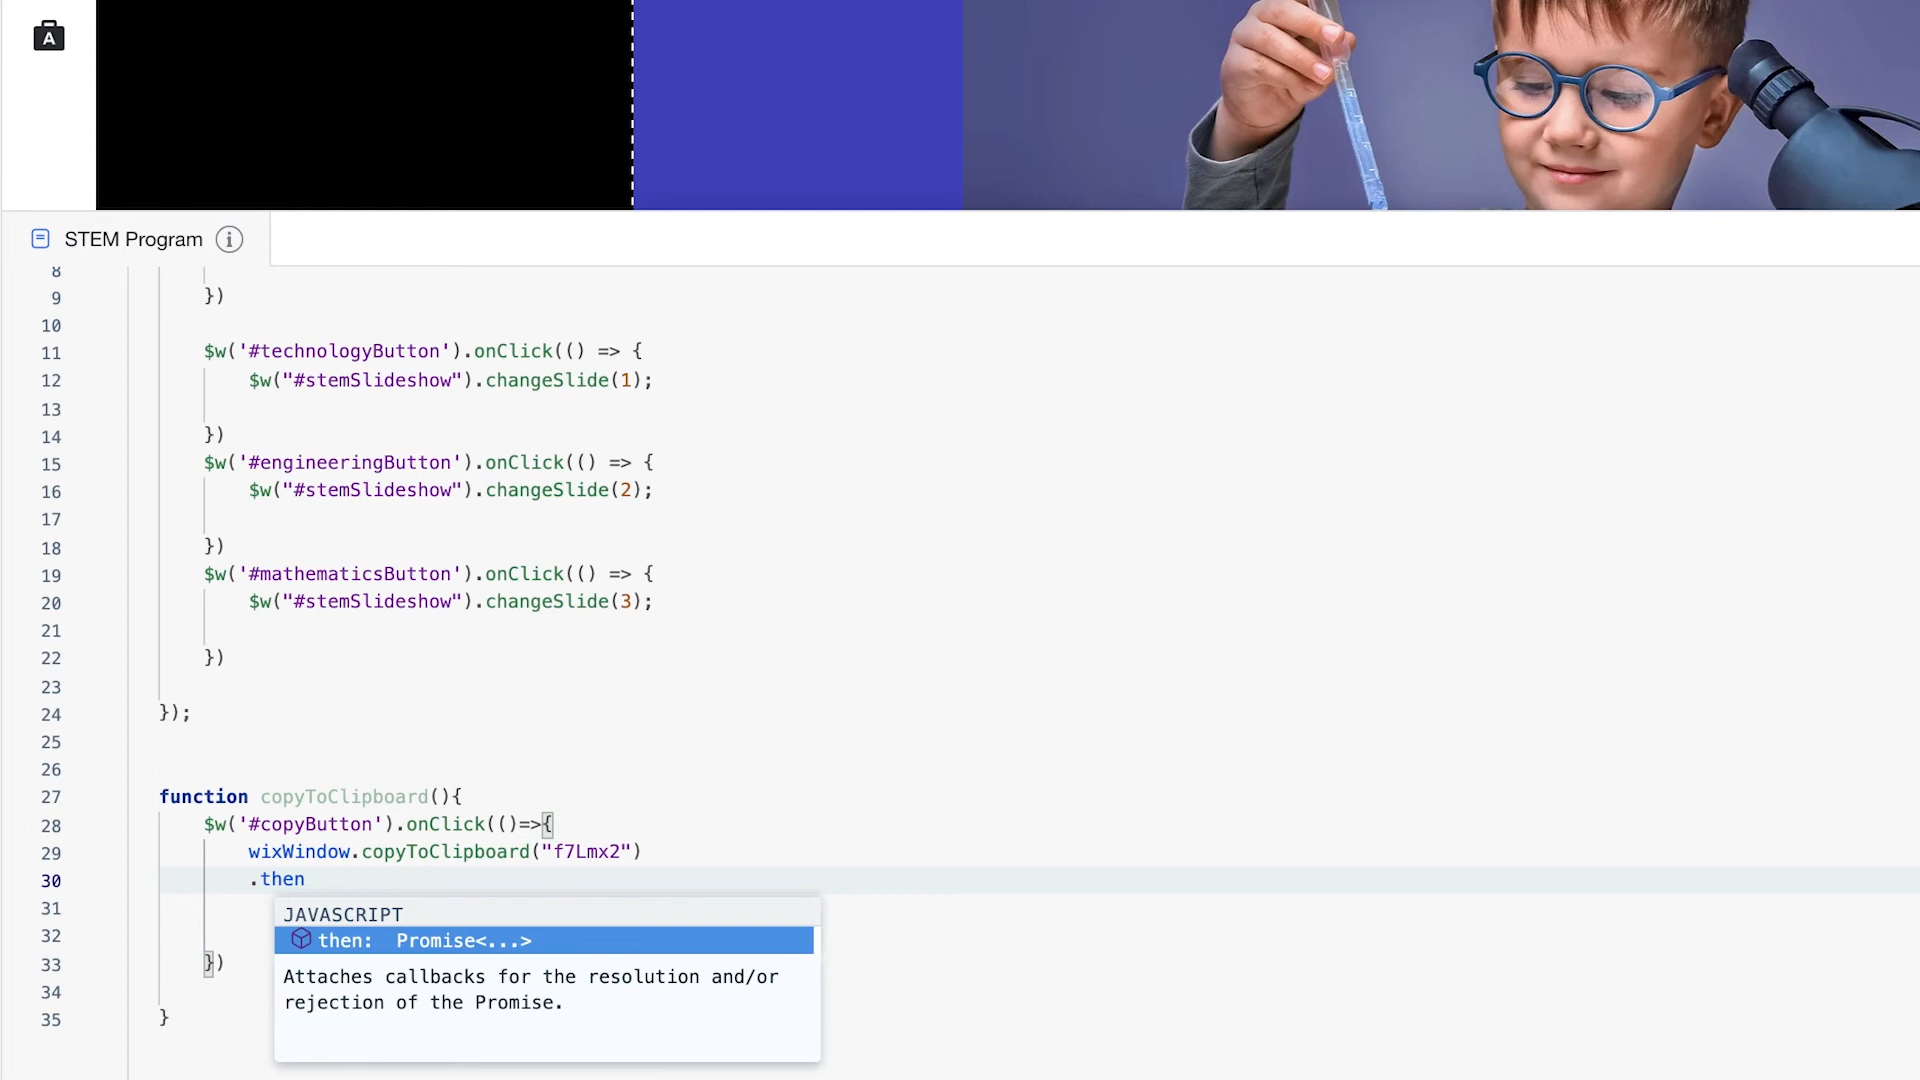 A
STEM Program i
8
9 })
10
11 $w('#technologyButton').onClick(() => {
12 $w("#stemSlideshow").changeSlide(1);
13
14 })
15 $w('#engineeringButton').onClick(() => {
16 $w("#stemSlideshow").changeSlide(2);
17
18 })
19 $w('#mathematicsButton').onClick(() => {
20 $w("#stemSlideshow").changeSlide(3);
21
22 })
23
24 });
25
26
27 function copyToClipboard(){
28 $w('#copyButton').onClick(()=>{
29 wixWindow.copyToClipboard("f7Lmx2")
30 .then
31
JAVASCRIPT
32
then: Promise<...>
33 })
Attaches callbacks for the resolution and/or
34
rejection of the Promise.
35 }